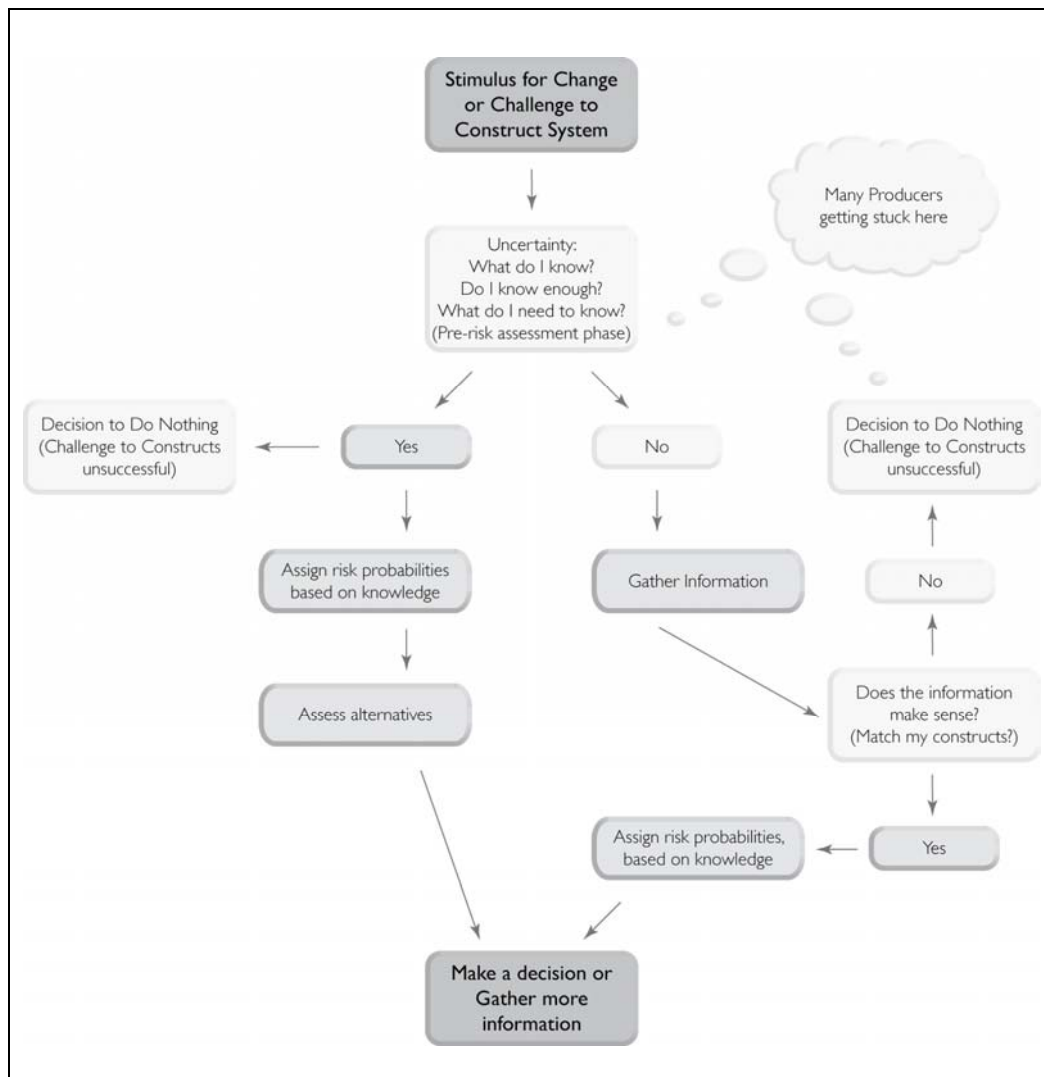 Stimulus for Change
or Challenge to
Construct System
Many Producers
getting stuck here
Uncertainty:
What do I know?
Do I know enough?
What do I need to know?
(Pre-risk assessment phase)
Decision to Do Nothing
(Challenge to Constructs
unsuccessful)
Yes
No
Decision to Do Nothing
(Challenge to Constructs
unsuccessful)
Assign risk probabilities
based on knowledge
Gather Information
No
Assess alternatives
Does the information
make sense?
(Match my constructs?)
Assign risk probabilities,
based on knowledge
Yes
Make a decision or
Gather more
information